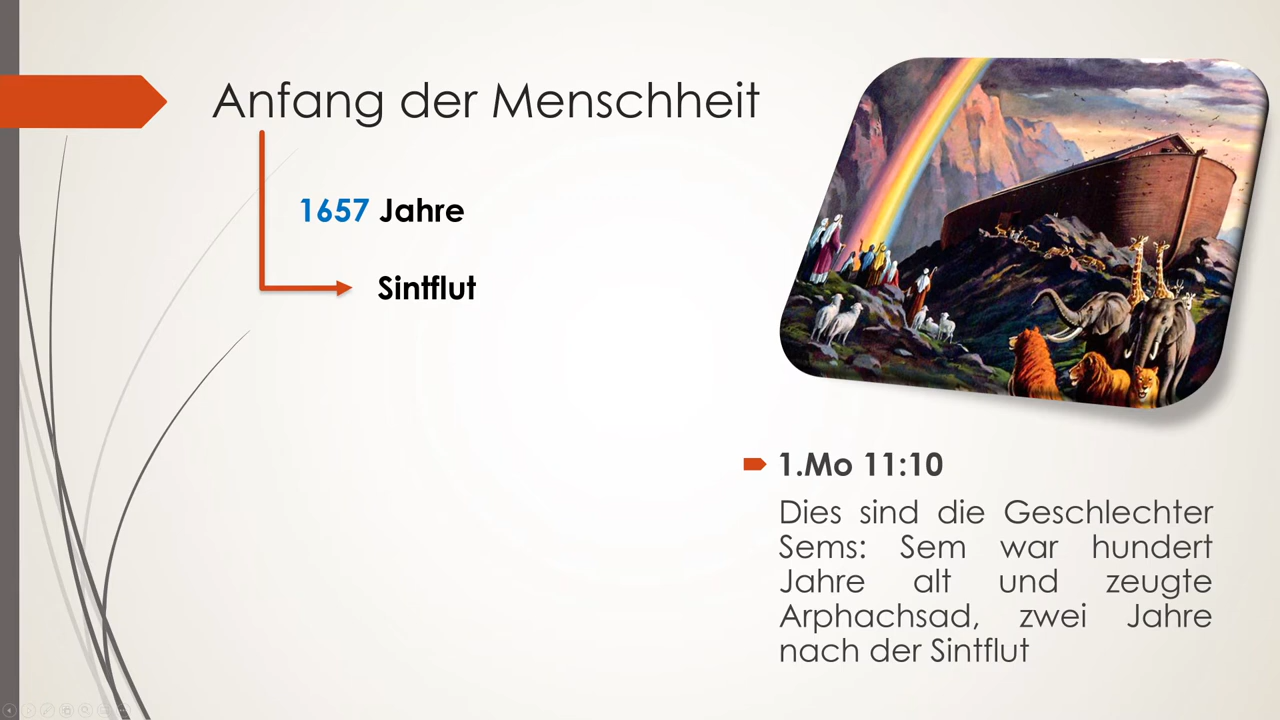 Anfang der Menschheit
1657 Jahre
Sintflut
1.Mo 11:10
Dies sind die Geschlechter
Sems: Sem war hundert
Jahre alt und zeugte
Arphachsad, zwei Jahre
nach der Sintflut